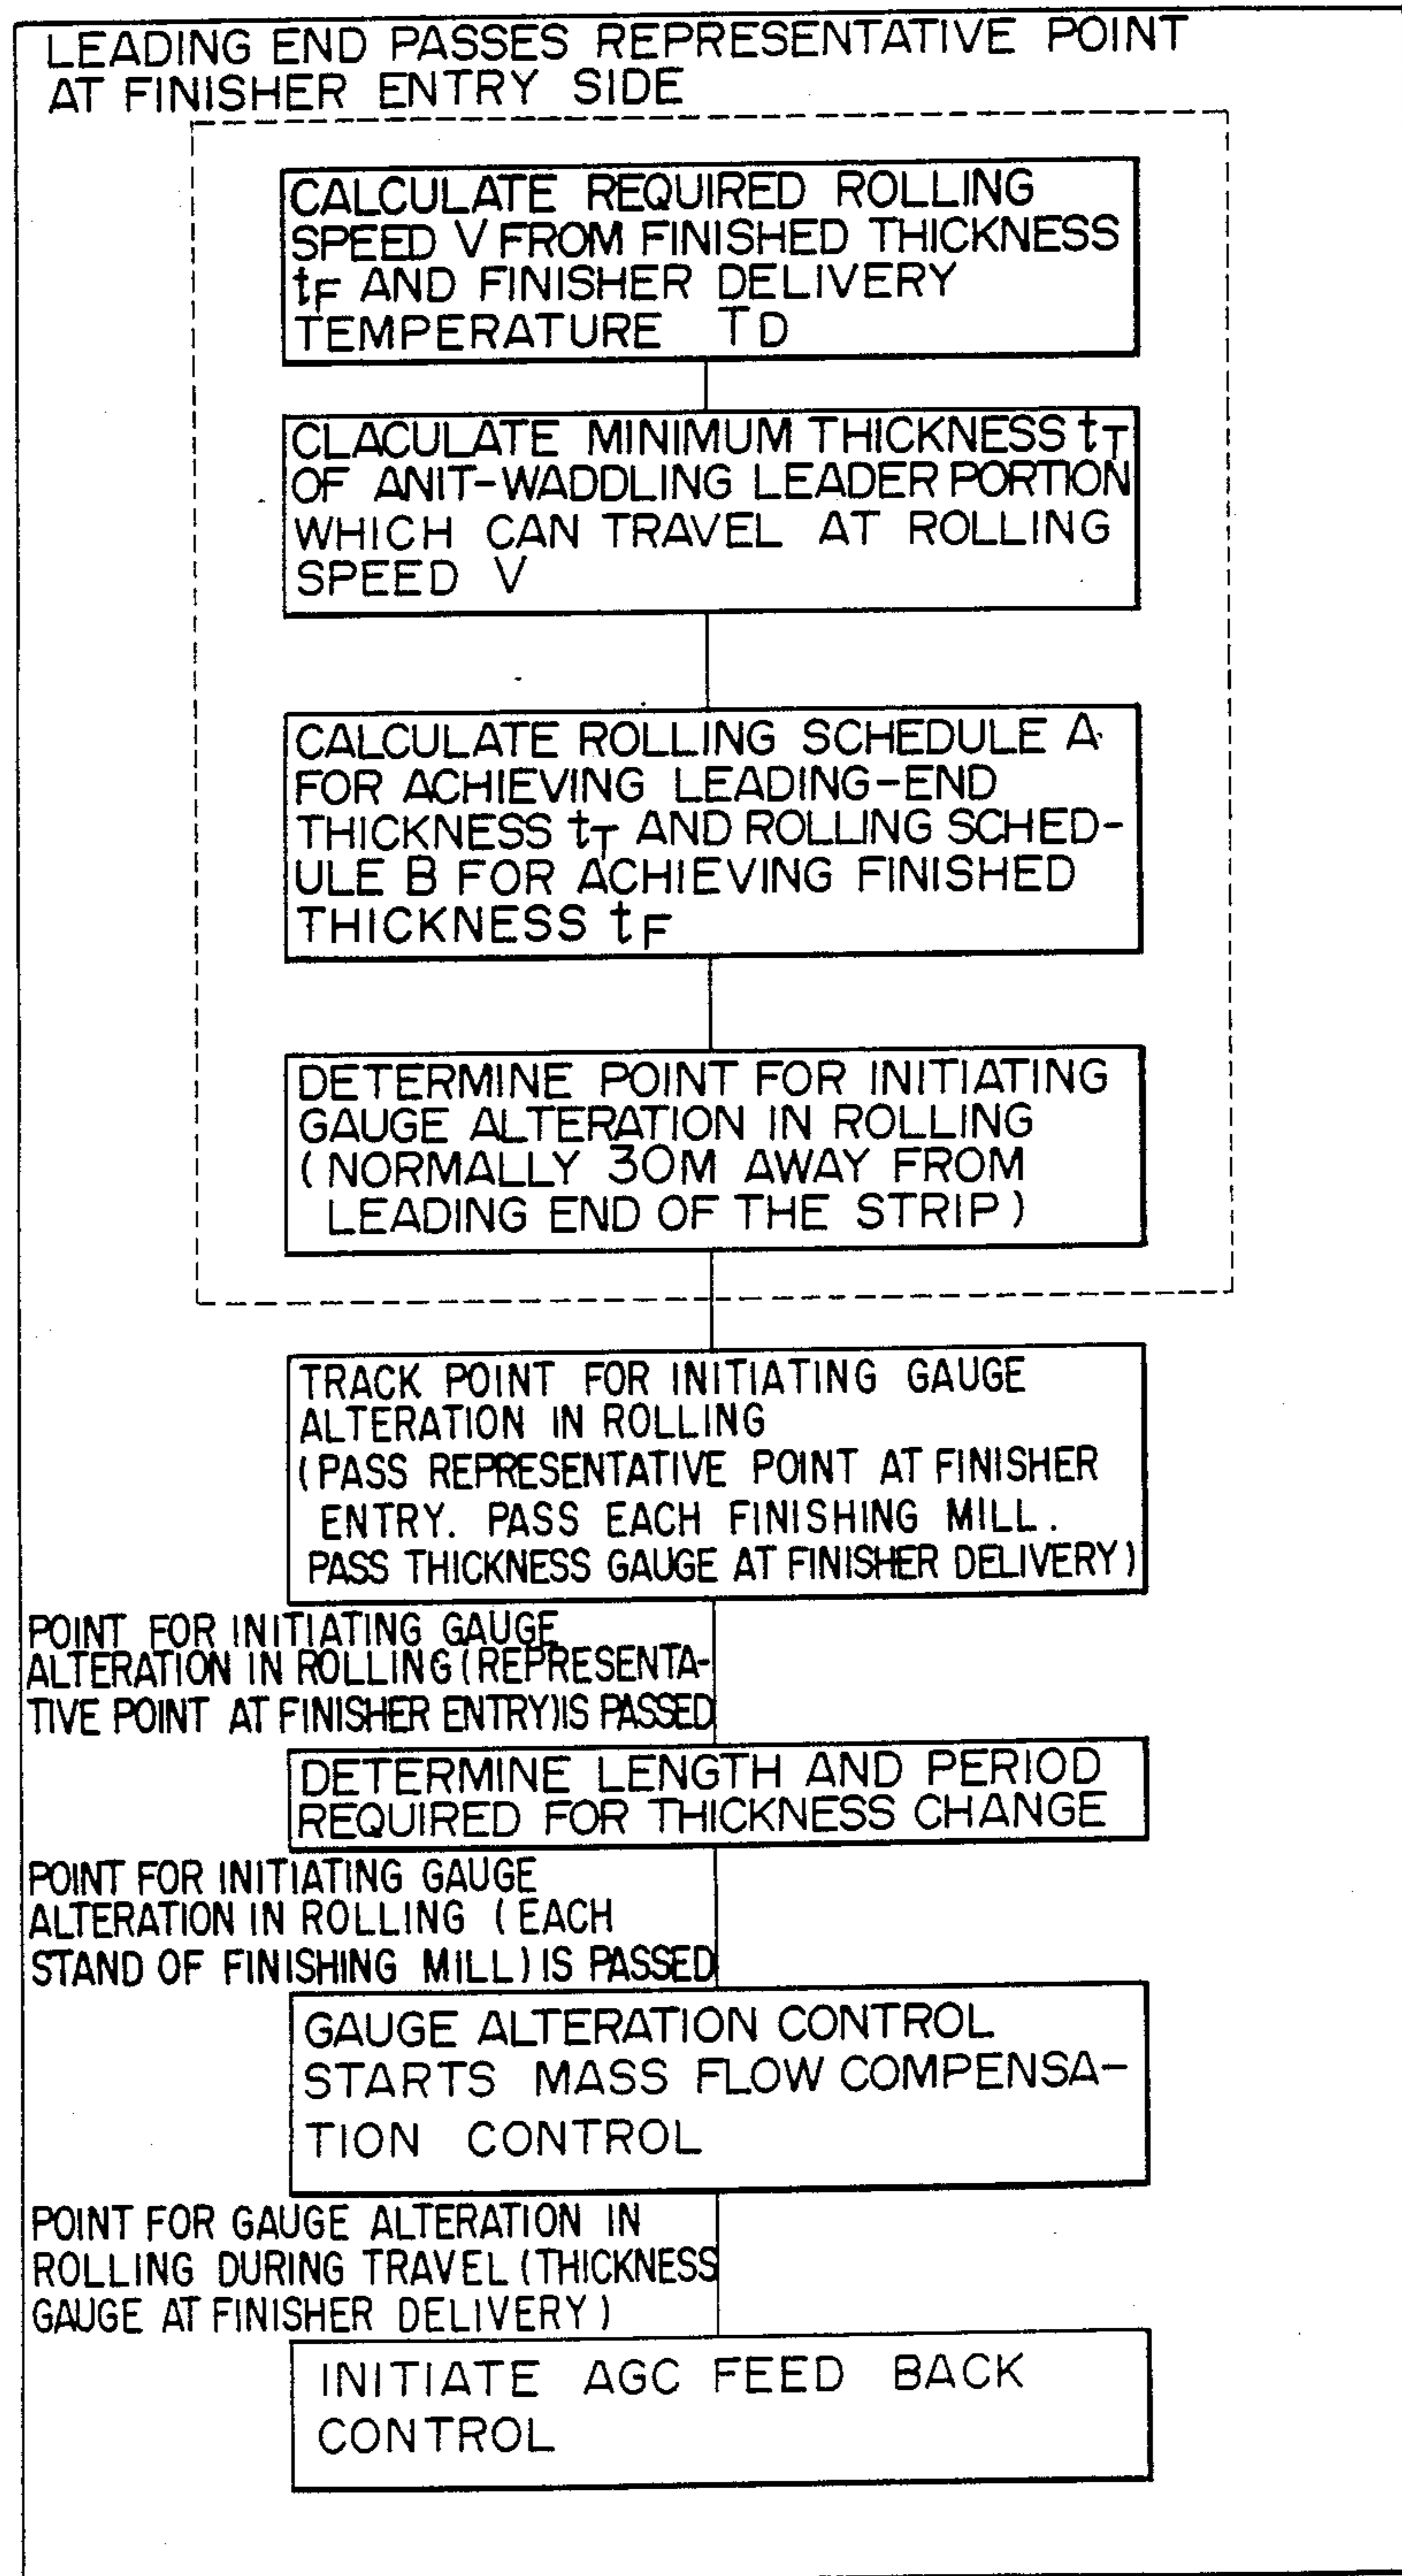 LEADING END PASSES REPRESENTATIVE POINT
AT FINISHER ENTRY SIDE
CALCULATE REQUIRED ROLLING
SPEED V FROM FINISHED THICKNESS
tF AND FINISHER DELIVERY
TEMPERATURE TD
CLACULATE MINIMUM THICKNESS tT
OF ANIT-WADDLING LEADER PORTION
WHICH CAN TRAVEL AT ROLLING
SPEED V
CALCULATE ROLLING SCHEDULE A
FOR ACHIEVING LEADING-END
THICKNESS tT AND ROLLING SCHED-
ULE B FOR ACHIEVING FINISHED
THICKNESS tF
DETERMINE POINT FOR INITIATING
GAUGE ALTERATION IN ROLLING
(NORMALLY 30M AWAY FROM
LEADING END OF THE STRIP)
TRACK POINT FOR INITIATING GAUGE
ALTERATION IN ROLLING
(PASS REPRESENTATIVE POINT AT FINISHER
ENTRY. PASS EACH FINISHING MILL.
PASS THICKNESS GAUGE AT FINISHER DELIVERY)
POINT FOR INITIATING GAUGE
ALTERATION IN ROLLING (REPRESENTA-
TIVE POINT AT FINISHER ENTRY) IS PASSED
DETERMINE LENGTH AND PERIOD
REQUIRED FOR THICKNESS CHANGE
POINT FOR INITIATING GAUGE
ALTERATION IN ROLLING (EACH
STAND OF FINISHING MILL) IS PASSED
GAUGE ALTERATION CONTROL
STARTS MASS FLOW COMPENSA-
TION CONTROL
POINT FOR GAUGE ALTERATION IN
ROLLING DURING TRAVEL (THICKNESS
GAUGE AT FINISHER DELIVERY)
INITIATE AGC FEED BACK
CONTROL